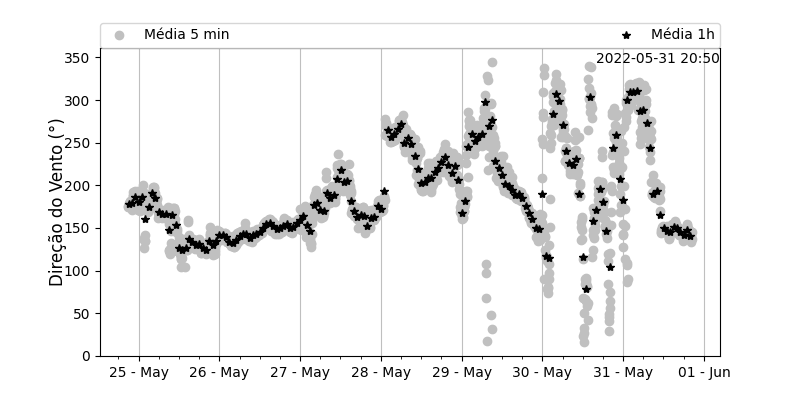 Média 5 min
Média 1h
2022-05-31 20:50
Direção do Vento (°)
350
300
250
200
150
100
50
0
25 - May
26 - May
27 - May
28 - May
29 - May
30 - May
31 - May
01 - Jun